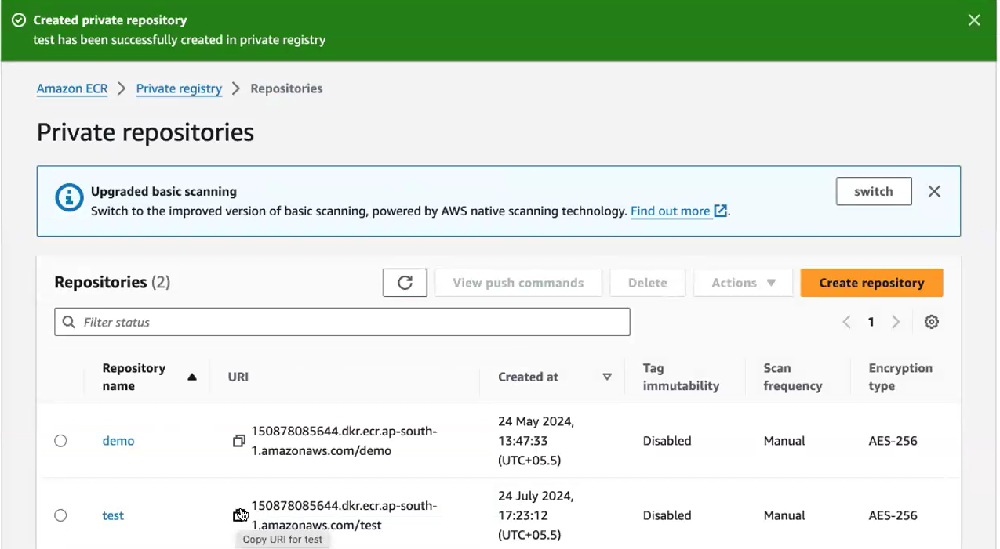 Created private repository
test has been successfully created in private registry
Amazon ECR > Private registry > Repositories
Private repositories
Upgraded basic scanning
Switch to the improved version of basic scanning, powered by AWS native scanning technology. Find out more.
switch
Repositories (2)
View push commands
Delete
Actions
Create repository
Filter status
1
Repository
name
URI
Created at
Tag
immutability
Scan
frequency
Encryption
type
demo
150878085644.dkr.ecr.ap-south-
1.amazonaws.com/demo
24 May 2024,
13:47:33
(UTC+05.5)
Disabled
Manual
AES-256
test
150878085644.dkr.ecr.ap-south-
1.amazonaws.com/test
24 July 2024,
17:23:12
(UTC+05.5)
Disabled
Manual
AES-256
Copy URI for test